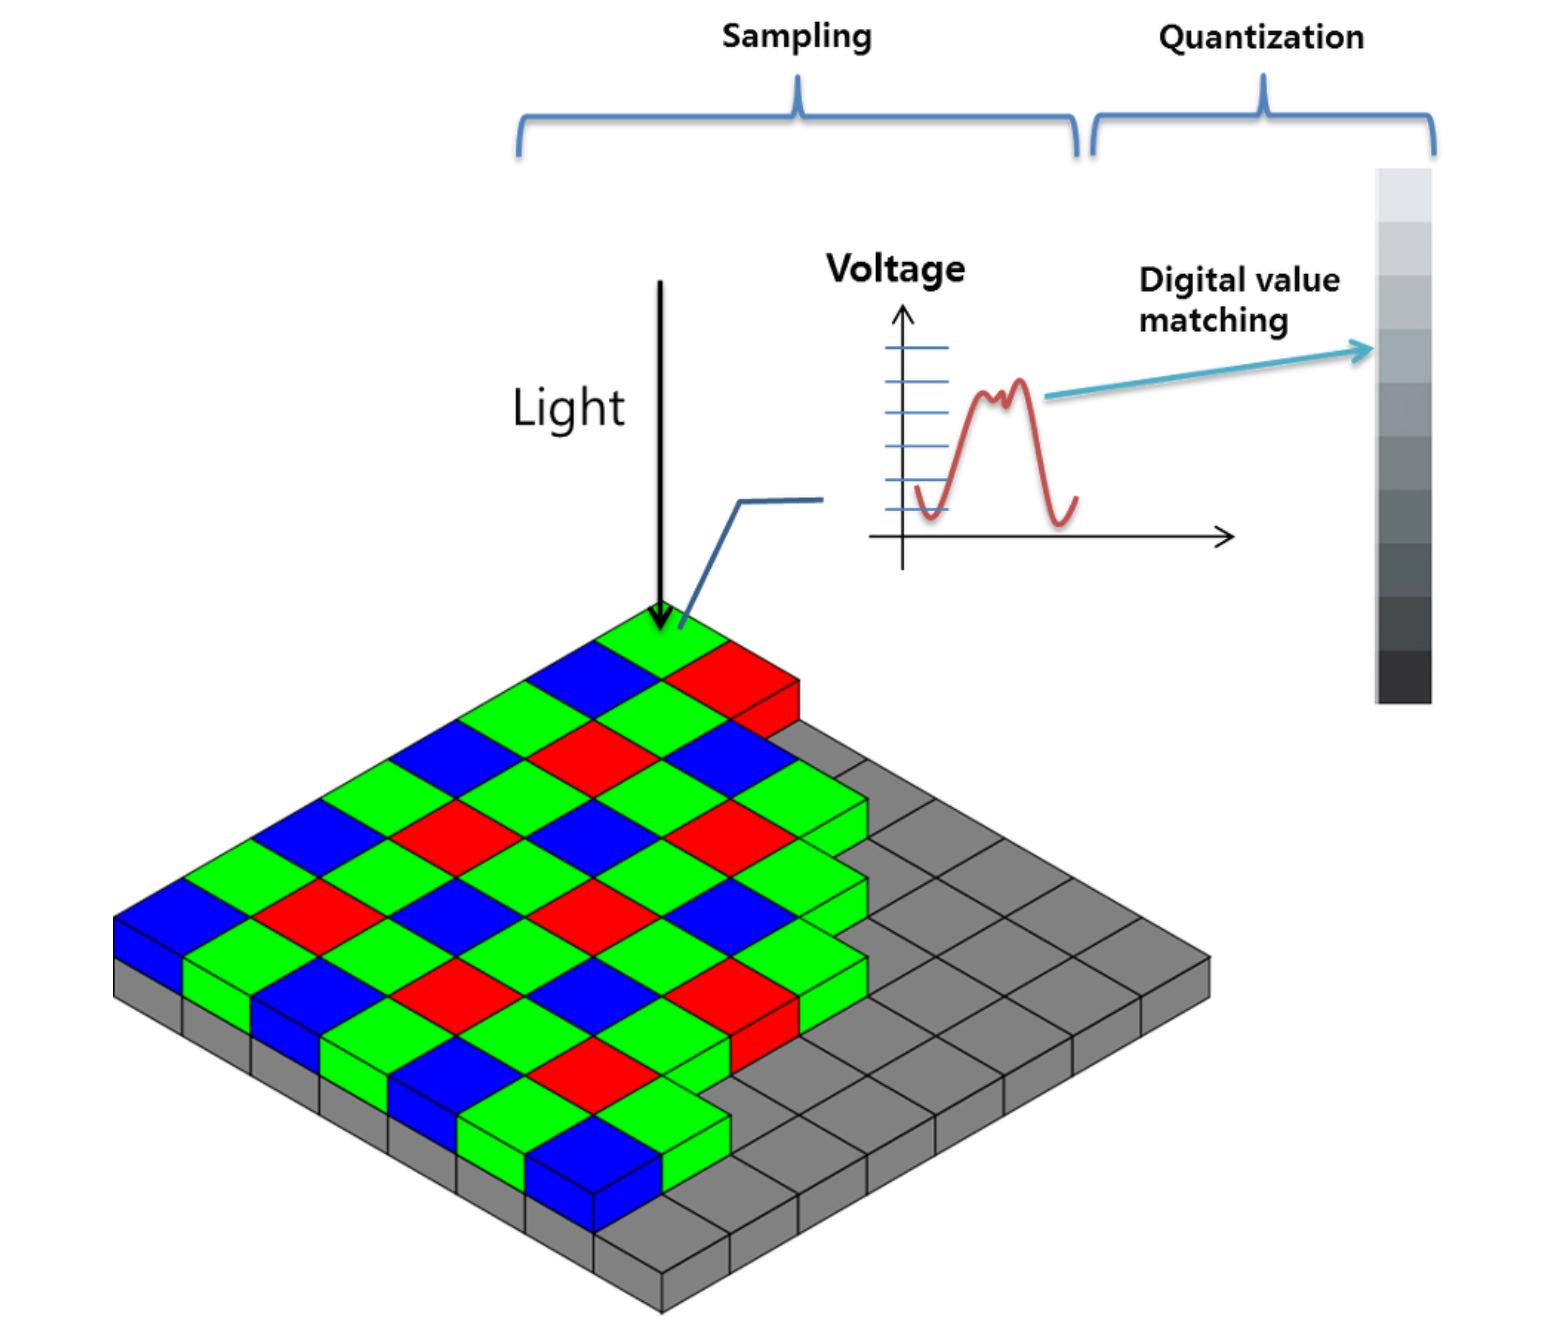 Sampling
Quantization
Voltage
Digital value
matching
Light